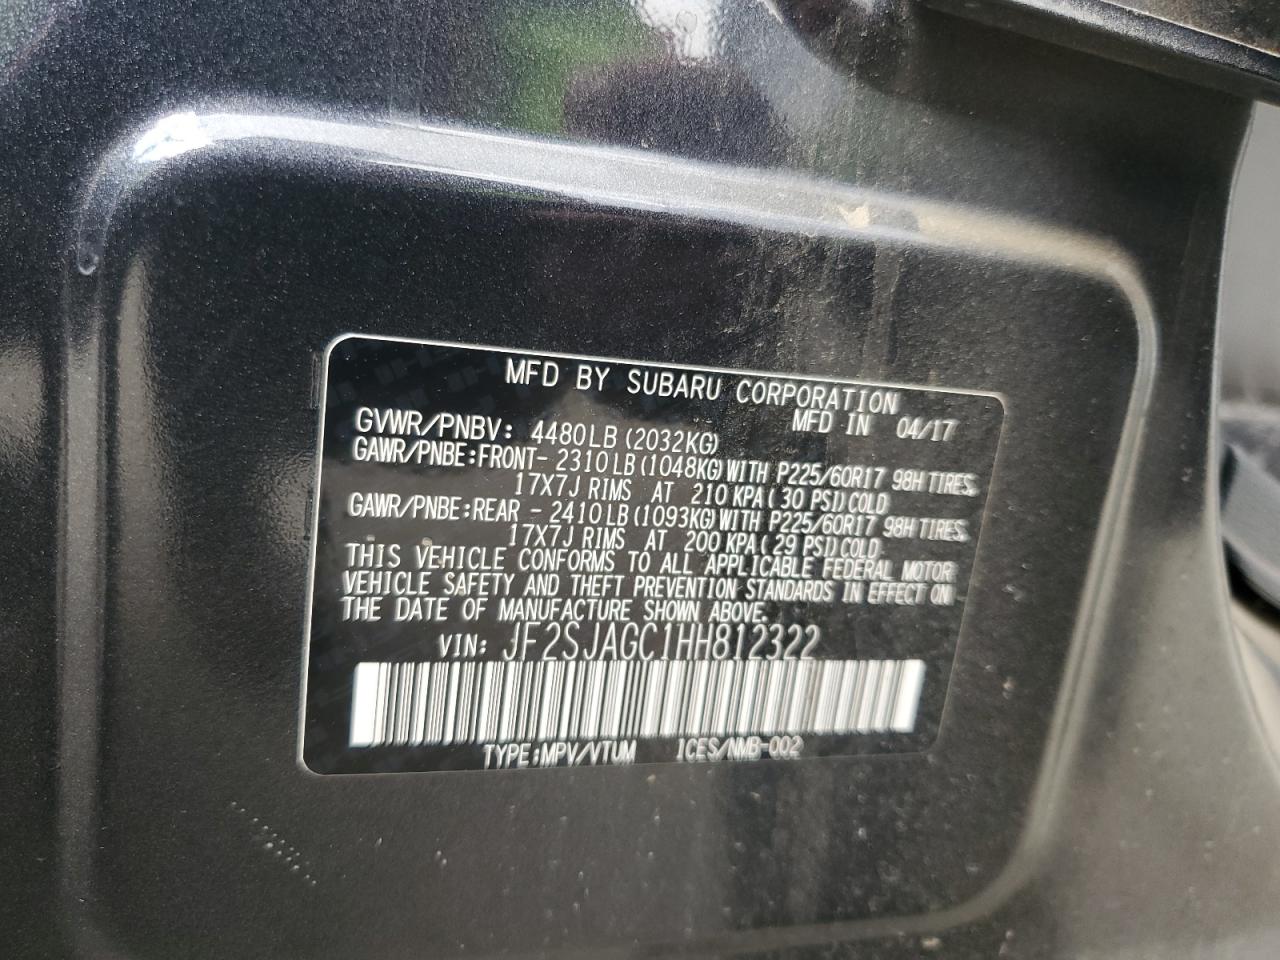 MFD BY SUBARU CORPORATION
MFD IN 04/17
GVWR/PNBV: 4480LB(2032KG)
GAWR/PNBE:FRONT- 2310LB(1048KG)WITH P225/60R17 98H TIRES,
17X7J RIMS AT 210 KPA( 30 PSI)COLD
GAWR/PNBE:REAR - 2410LB(1093KG)WITH P225/60R17 98H TIRES,
17X7J RIMS AT 200 KPA( 29 PSI)COLD.
THIS VEHICLE CONFORMS TO ALL APPLICABLE FEDERAL MOTOR
VEHICLE SAFETY AND THEFT PREVENTION STANDARDS IN EFFECT ON
THE DATE OF MANUFACTURE SHOWN ABOVE.
VIN: JF2SJAGC1HH812322
TYPE:MPV/VTUM ICES/NMB-002